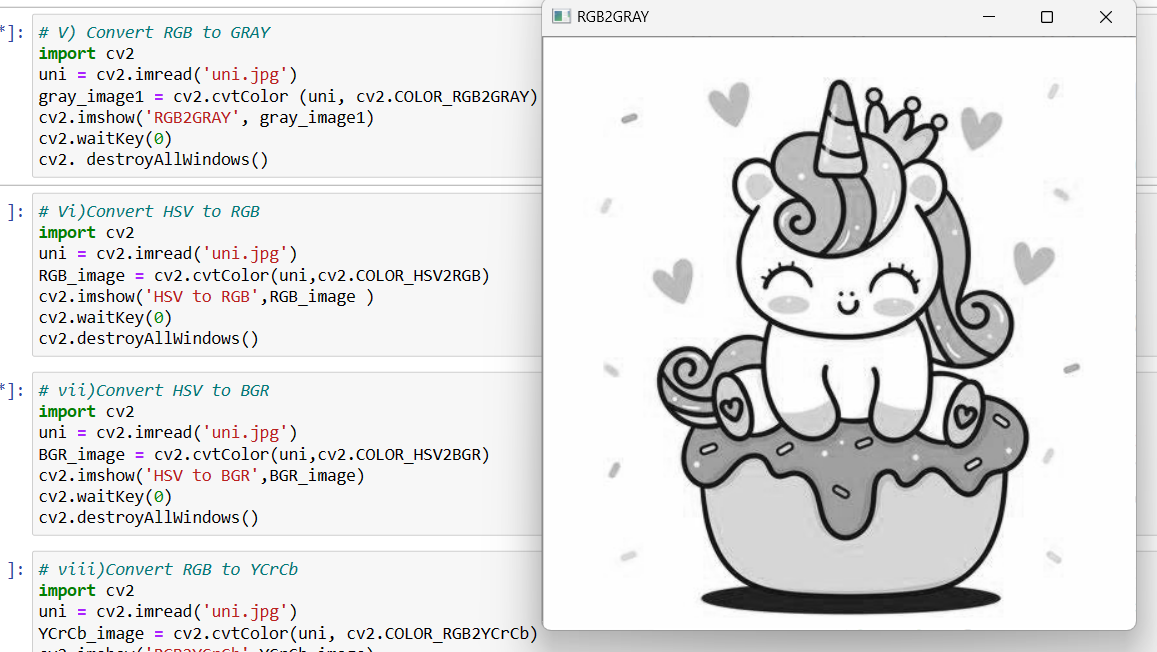 *]:
# V) Convert RGB to GRAY
import cv2
uni = cv2.imread('uni.jpg')
gray_image1 = cv2.cvtColor (uni, cv2.COLOR_RGB2GRAY)
cv2.imshow('RGB2GRAY', gray_image1)
cv2.waitKey(0)
cv2. destroyAllWindows()
]:
# Vi)Convert HSV to RGB
import cv2
uni = cv2.imread('uni.jpg')
RGB_image = cv2.cvtColor(uni,cv2.COLOR_HSV2RGB)
cv2.imshow('HSV to RGB',RGB_image )
cv2.waitKey(0)
cv2.destroyAllWindows()
*]:
# vii)Convert HSV to BGR
import cv2
uni = cv2.imread('uni.jpg')
BGR_image = cv2.cvtColor(uni,cv2.COLOR_HSV2BGR)
cv2.imshow('HSV to BGR',BGR_image)
cv2.waitKey(0)
cv2.destroyAllWindows()
]:
# viii)Convert RGB to YCrCb
import cv2
uni = cv2.imread('uni.jpg')
YCrCb_image = cv2.cvtColor(uni, cv2.COLOR_RGB2YCrCb)
RGB2GRAY